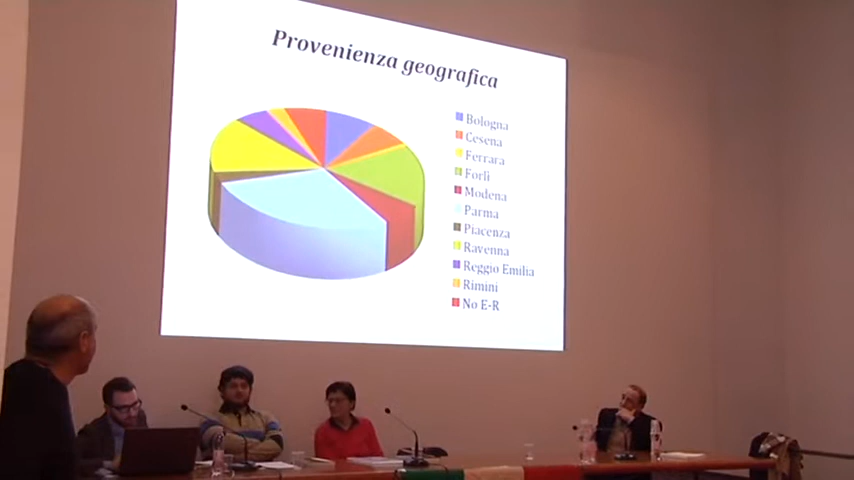 Provenienza geografica
Bologna
Cesena
Ferrara
Forlì
Modena
Parma
Piacenza
Ravenna
Reggio Emilia
Rimini
No E-R